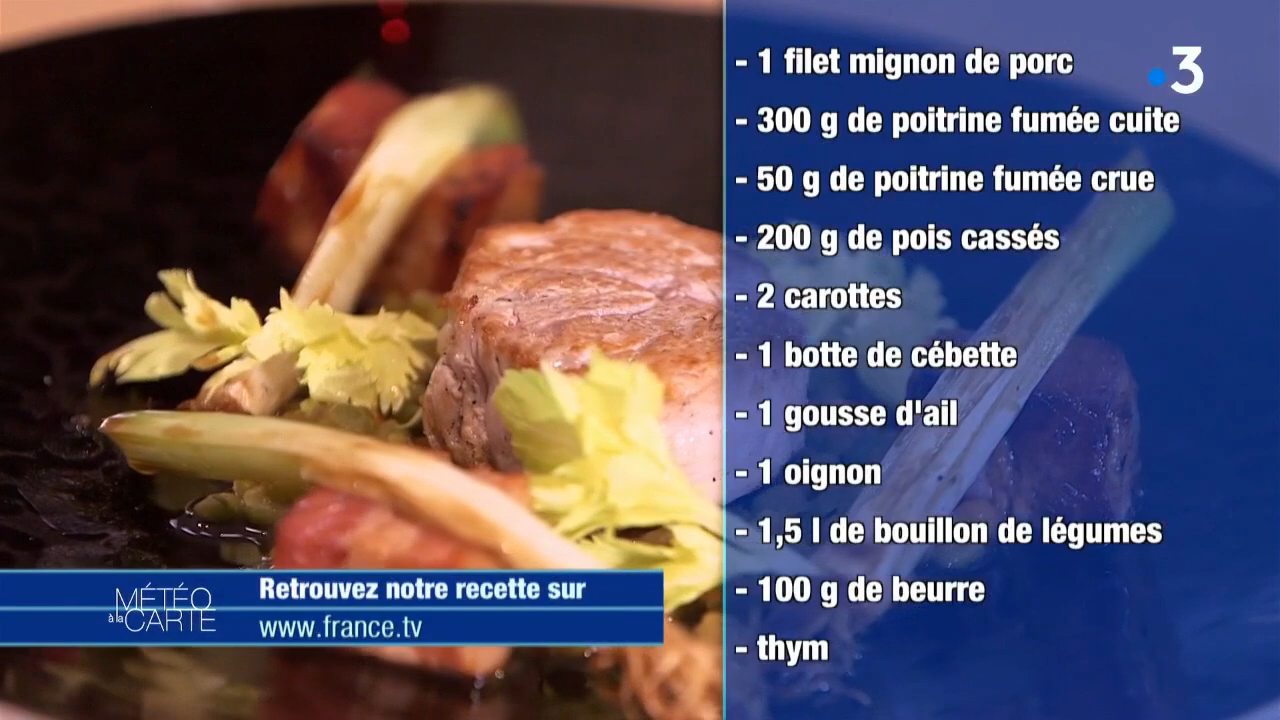 - 1 filet mignon de porc
3
- 300 g de poitrine fumée cuite
- 50 g de poitrine fumée crue
- 200 g de pois cassés
- 2 carottes
- 1 botte de cébette
- 1 gousse d'ail
- 1 oignon
- 1,5 l de bouillon de légumes
- 100 g de beurre
- thym
MÉTÉO
à la CARTE
Retrouvez notre recette sur
www.france.tv